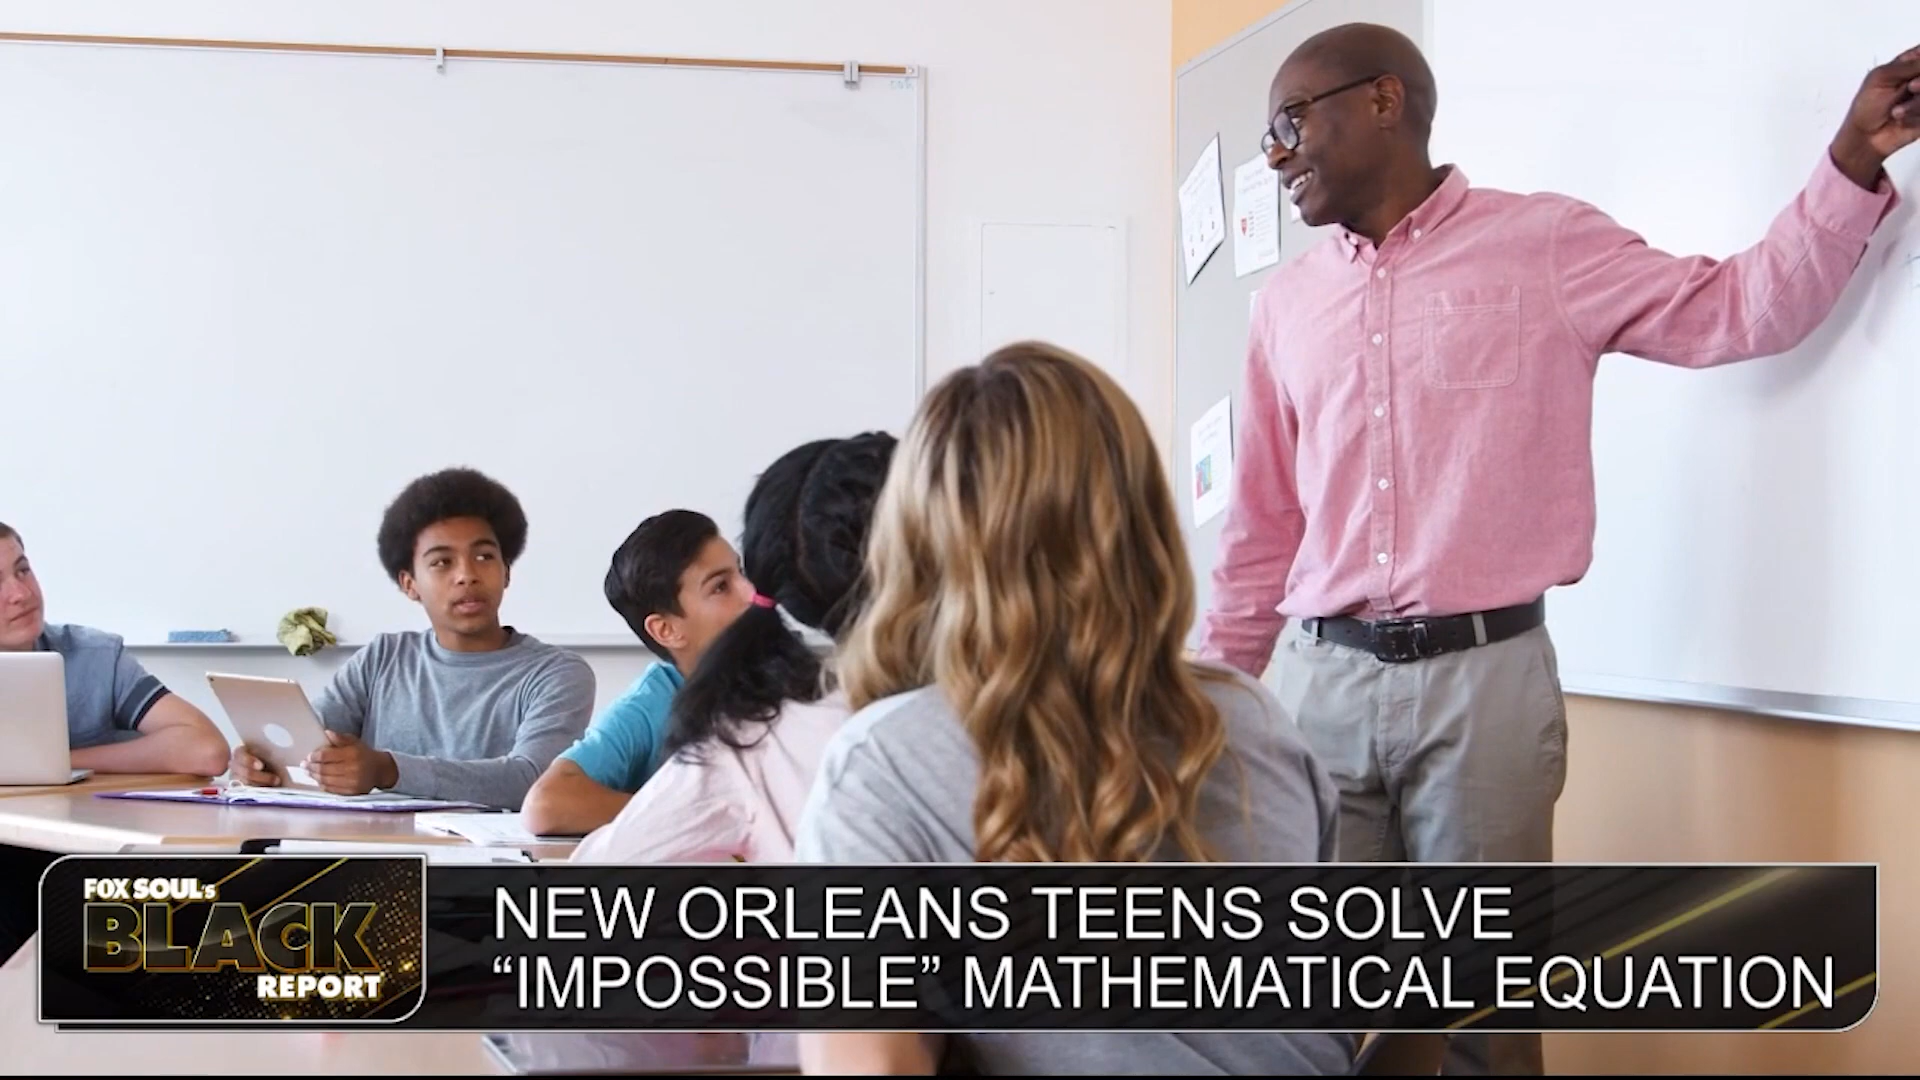 FOX SOUL's
BLACK
REPORT
NEW ORLEANS TEENS SOLVE
“IMPOSSIBLE” MATHEMATICAL EQUATION